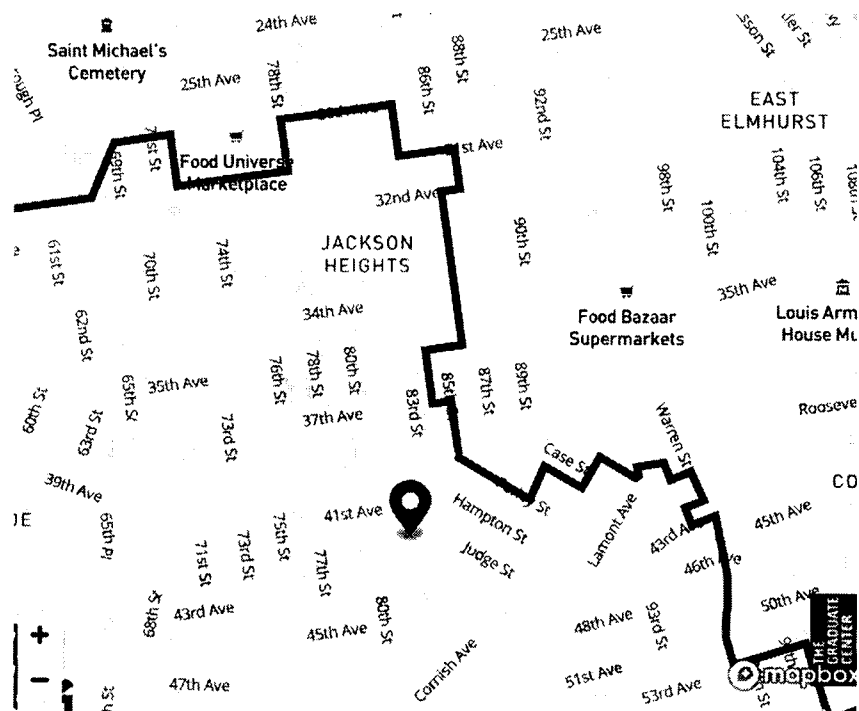 24th Ave
25th Ave
Saint Michael's
Cemetery
25th Ave
78th St
86th St
88th St
92nd St
EAST
ELMHURST
71st St
69th St
Food Universe
Marketplace
32nd Ave
98th St
100th St
104th St
106th St
JACKSON
HEIGHTS
61st St
70th St
74th St
90th St
35th Ave
34th Ave
Food Bazaar
Supermarkets
Louis Arm
House Mu
62nd St
76th St
78th St
80th St
87th St
89th St
35th Ave
65th St
60th St
63rd St
83rd St
37th Ave
73rd St
Warren St
Rooseve
Case St
39th Ave
CO
41st Ave
Hampton St
Judge St
Lamont Ave
45th Ave
65th Pl
71st St
73rd St
75th St
77th St
46th Ave
43rd Ave
45th Ave
80th St
48th Ave
93rd St
50th Ave
Cornish Ave
47th Ave
51st Ave
53rd Ave
THE
GRADUATE
CENTER
mapbox
+
−